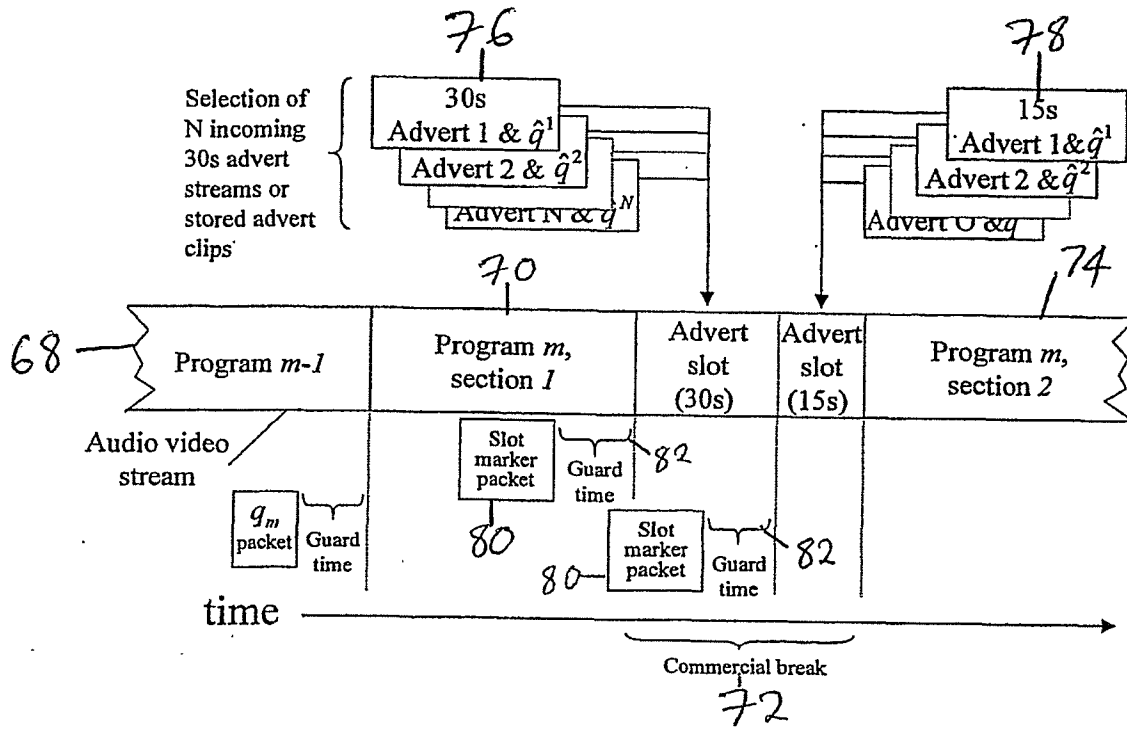 76
78
Selection of
N incoming
30s advert
streams or
stored advert
clips
30s
Advert 1 & q̂¹
Advert 2 & q̂²
Advert N & q̂ᴺ
15s
Advert 1&q̂¹
Advert 2 &q̂²
Advert O &q
70
74
68
Program m-1
Program m,
section 1
Advert
slot
(30s)
Advert
slot
(15s)
Program m,
section 2
Audio video
stream
qₘ
packet
Guard
time
Slot
marker
packet
Guard
time
82
80
Slot
marker
packet
Guard
time
82
80
time
Commercial break
72